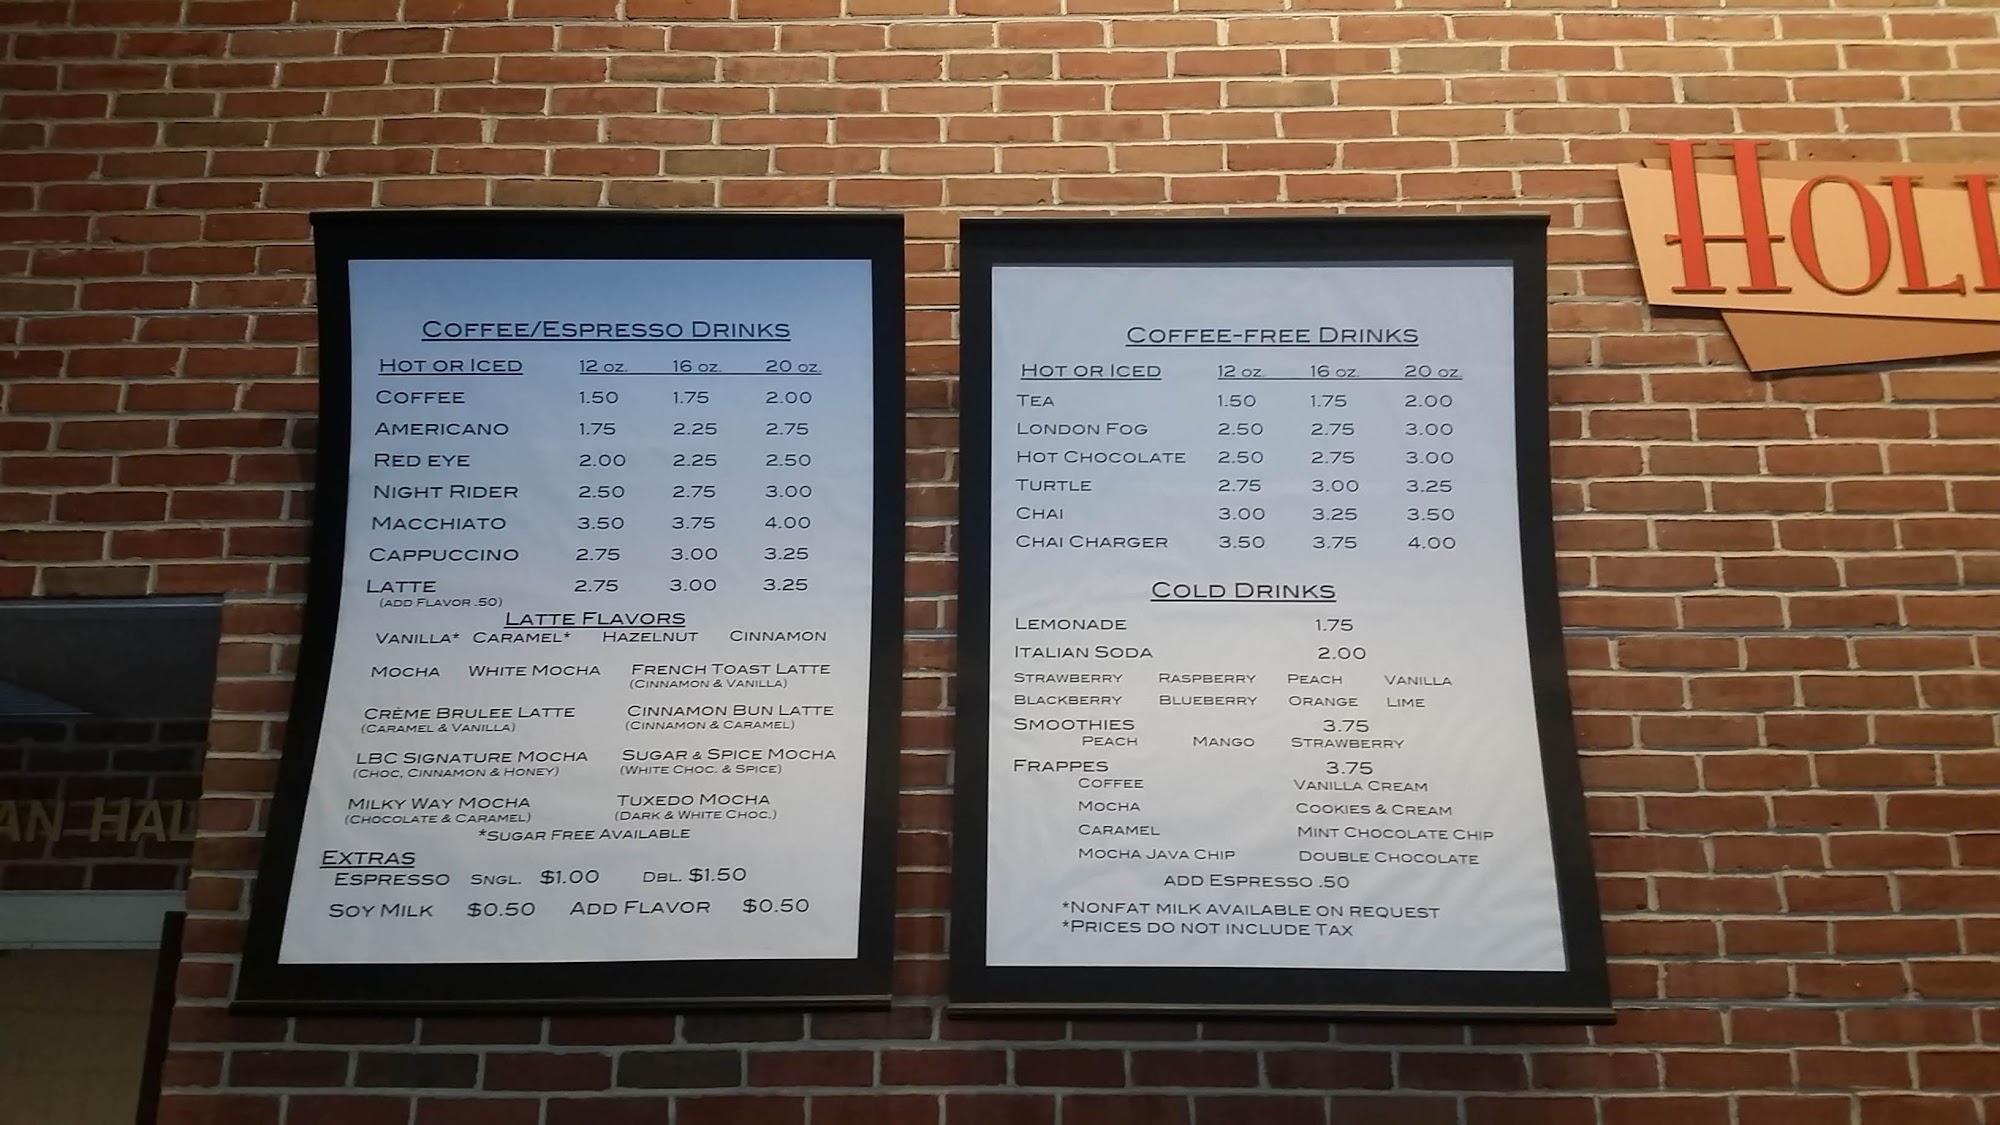 COFFEE/ESPRESSO DRINKS
HOT OR ICED 12 OZ. 16 OZ. 20 OZ.
COFFEE 1.50 1.75 2.00
AMERICANO 1.75 2.25 2.75
RED EYE 2.00 2.25 2.50
NIGHT RIDER 2.50 2.75 3.00
MACCHIATO 3.50 3.75 4.00
CAPPUCCINO 2.75 3.00 3.25
LATTE 2.75 3.00 3.25
(ADD FLAVOR .50)
LATTE FLAVORS
VANILLA* CARAMEL* HAZELNUT CINNAMON
MOCHA WHITE MOCHA FRENCH TOAST LATTE
(CINNAMON & VANILLA)
CRÈME BRULEE LATTE CINNAMON BUN LATTE
(CARAMEL & VANILLA) (CINNAMON & CARAMEL)
LBC SIGNATURE MOCHA SUGAR & SPICE MOCHA
(CHOC, CINNAMON & HONEY) (WHITE CHOC. & SPICE)
MILKY WAY MOCHA TUXEDO MOCHA
(CHOCOLATE & CARAMEL) (DARK & WHITE CHOC.)
*SUGAR FREE AVAILABLE
EXTRAS
ESPRESSO SNGL. $1.00 DBL. $1.50
SOY MILK $0.50 ADD FLAVOR $0.50
COFFEE-FREE DRINKS
HOT OR ICED 12 OZ. 16 OZ. 20 OZ.
TEA 1.50 1.75 2.00
LONDON FOG 2.50 2.75 3.00
HOT CHOCOLATE 2.50 2.75 3.00
TURTLE 2.75 3.00 3.25
CHAI 3.00 3.25 3.50
CHAI CHARGER 3.50 3.75 4.00
COLD DRINKS
LEMONADE 1.75
ITALIAN SODA 2.00
STRAWBERRY RASPBERRY PEACH VANILLA
BLACKBERRY BLUEBERRY ORANGE LIME
SMOOTHIES 3.75
PEACH MANGO STRAWBERRY
FRAPPES 3.75
COFFEE VANILLA CREAM
MOCHA COOKIES & CREAM
CARAMEL MINT CHOCOLATE CHIP
MOCHA JAVA CHIP DOUBLE CHOCOLATE
ADD ESPRESSO .50
*NONFAT MILK AVAILABLE ON REQUEST
*PRICES DO NOT INCLUDE TAX
HOLL
AN HAL